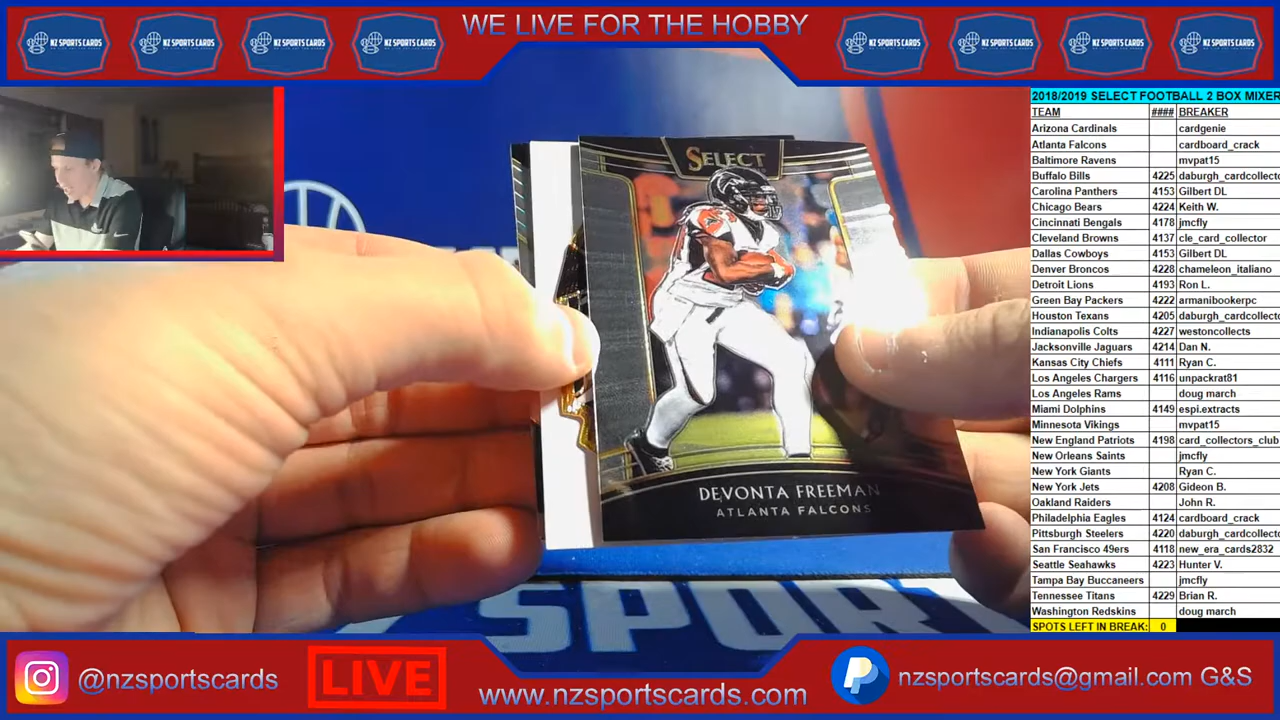 WE LIVE FOR THE HOBBY
NZ SPORTS CARDS
NZ SPORTS CARDS
NZ SPORTS CARDS
NZ SPORTS CARDS
NZ SPORTS CARDS
NZ SPORTS CARDS
NZ SPORTS CARDS
NZ SPORTS CARDS
SELECT
DEVONTA FREEMAN
ATLANTA FALCONS
SPORT
2018/2019 SELECT FOOTBALL 2 BOX MIXER
TEAM #### BREAKER
Arizona Cardinals cardgenie
Atlanta Falcons cardboard_crack
Baltimore Ravens mvpat15
Buffalo Bills 4225 daburgh_cardcollecto
Carolina Panthers 4153 Gilbert DL
Chicago Bears 4224 Keith W.
Cincinnati Bengals 4178 jmcfly
Cleveland Browns 4137 cle_card_collector
Dallas Cowboys 4153 Gilbert DL
Denver Broncos 4228 chameleon_italiano
Detroit Lions 4193 Ron L.
Green Bay Packers 4222 armanibookerpc
Houston Texans 4205 daburgh_cardcollecto
Indianapolis Colts 4227 westoncollects
Jacksonville Jaguars 4214 Dan N.
Kansas City Chiefs 4111 Ryan C.
Los Angeles Chargers 4116 unpackrat81
Los Angeles Rams doug march
Miami Dolphins 4149 espi.extracts
Minnesota Vikings mvpat15
New England Patriots 4198 card_collectors_club
New Orleans Saints jmcfly
New York Giants Ryan C.
New York Jets 4208 Gideon B.
Oakland Raiders John R.
Philadelphia Eagles 4124 cardboard_crack
Pittsburgh Steelers 4220 daburgh_cardcollecto
San Francisco 49ers 4118 new_era_cards2832
Seattle Seahawks 4223 Hunter V.
Tampa Bay Buccaneers jmcfly
Tennessee Titans 4229 Brian R.
Washington Redskins doug march
SPOTS LEFT IN BREAK: 0
@nzsportscards
LIVE
www.nzsportscards.com
nzsportscards@gmail.com G&S